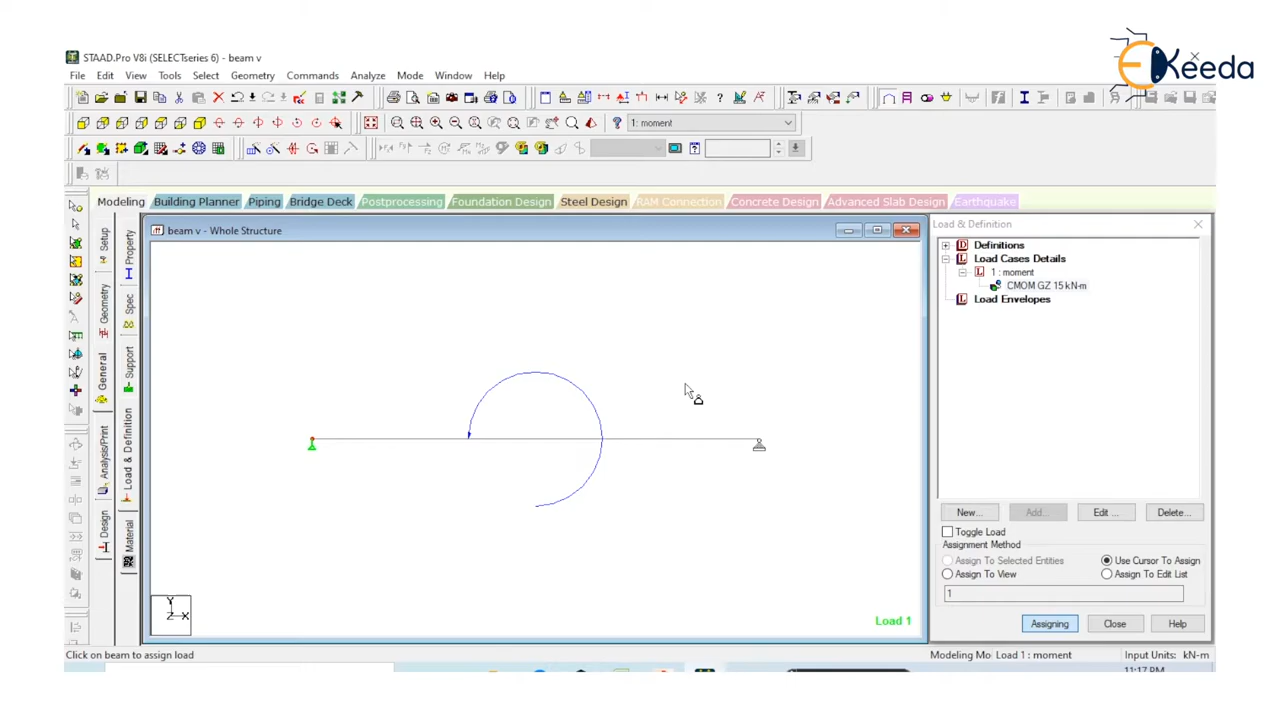 Keeda
STAAD.Pro V8i (SELECTseries 6) - beam v
File Edit View Tools Select Geometry Commands Analyze Mode Window Help
1: moment
Modeling Building Planner Piping Bridge Deck Postprocessing Foundation Design Steel Design RAM Connection Concrete Design Advanced Slab Design Earthquake
beam v - Whole Structure
Load & Definition
Definitions
Load Cases Details
1 : moment
CMOM GZ 15 kN-m
Load Envelopes
Setup
Geometry
General
Analysis/Print
Design
Property
Spec
Support
Load & Definition
Material
Y
Z X
Load 1
New... Add... Edit ... Delete...
Toggle Load
Assignment Method
Assign To Selected Entities Use Cursor To Assign
Assign To View Assign To Edit List
1
Assigning Close Help
Click on beam to assign load
Modeling Mo Load 1 : moment Input Units: kN-m
11:17 PM